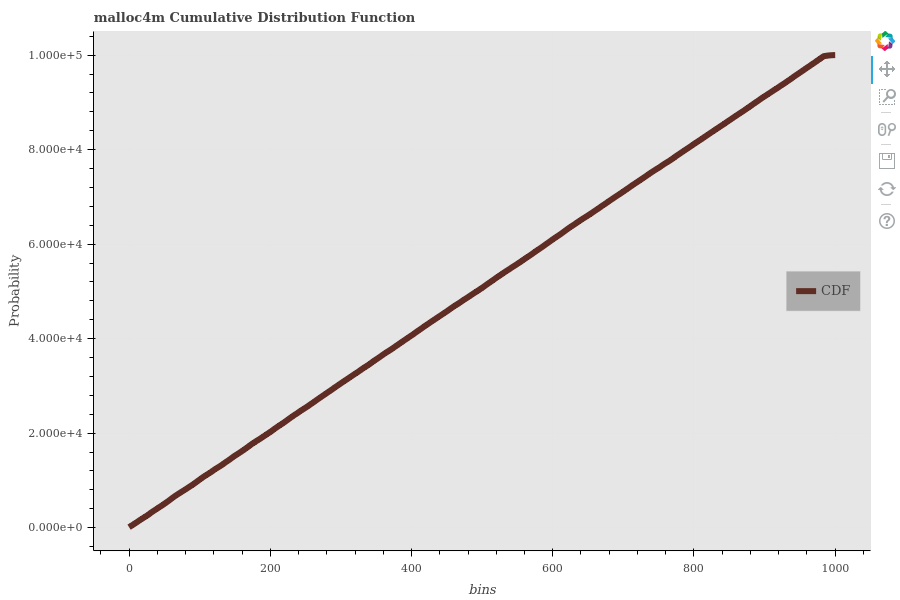 malloc4m Cumulative Distribution Function
1.000e+5
8.000e+4
6.000e+4
4.000e+4
2.000e+4
0.000e+0
Probability
CDF
0 200 400 600 800 1000
bins